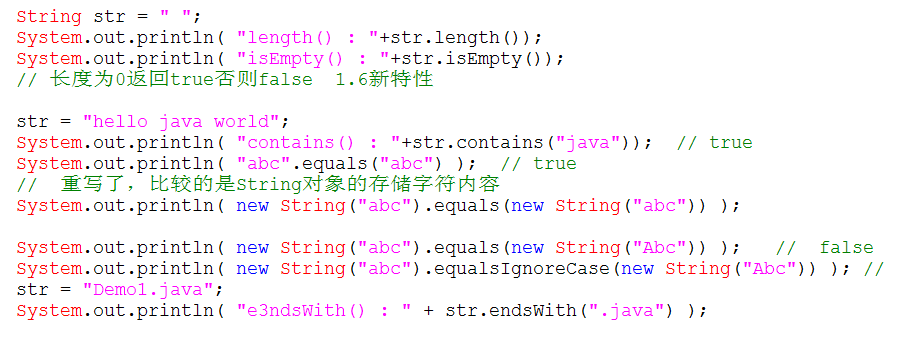 String str = " ";
System.out.println( "length() : "+str.length());
System.out.println( "isEmpty() : "+str.isEmpty());
// 长度为0返回true否则false  1.6新特性
str = "hello java world";
System.out.println( "contains() : "+str.contains("java"));  // true
System.out.println( "abc".equals("abc") );  // true
//  重写了，比较的是String对象的存储字符内容
System.out.println( new String("abc").equals(new String("abc")) );
System.out.println( new String("abc").equals(new String("Abc")) );   //  false
System.out.println( new String("abc").equalsIgnoreCase(new String("Abc")) ); //
str = "Demo1.java";
System.out.println( "e3ndsWith() : " + str.endsWith(".java") );